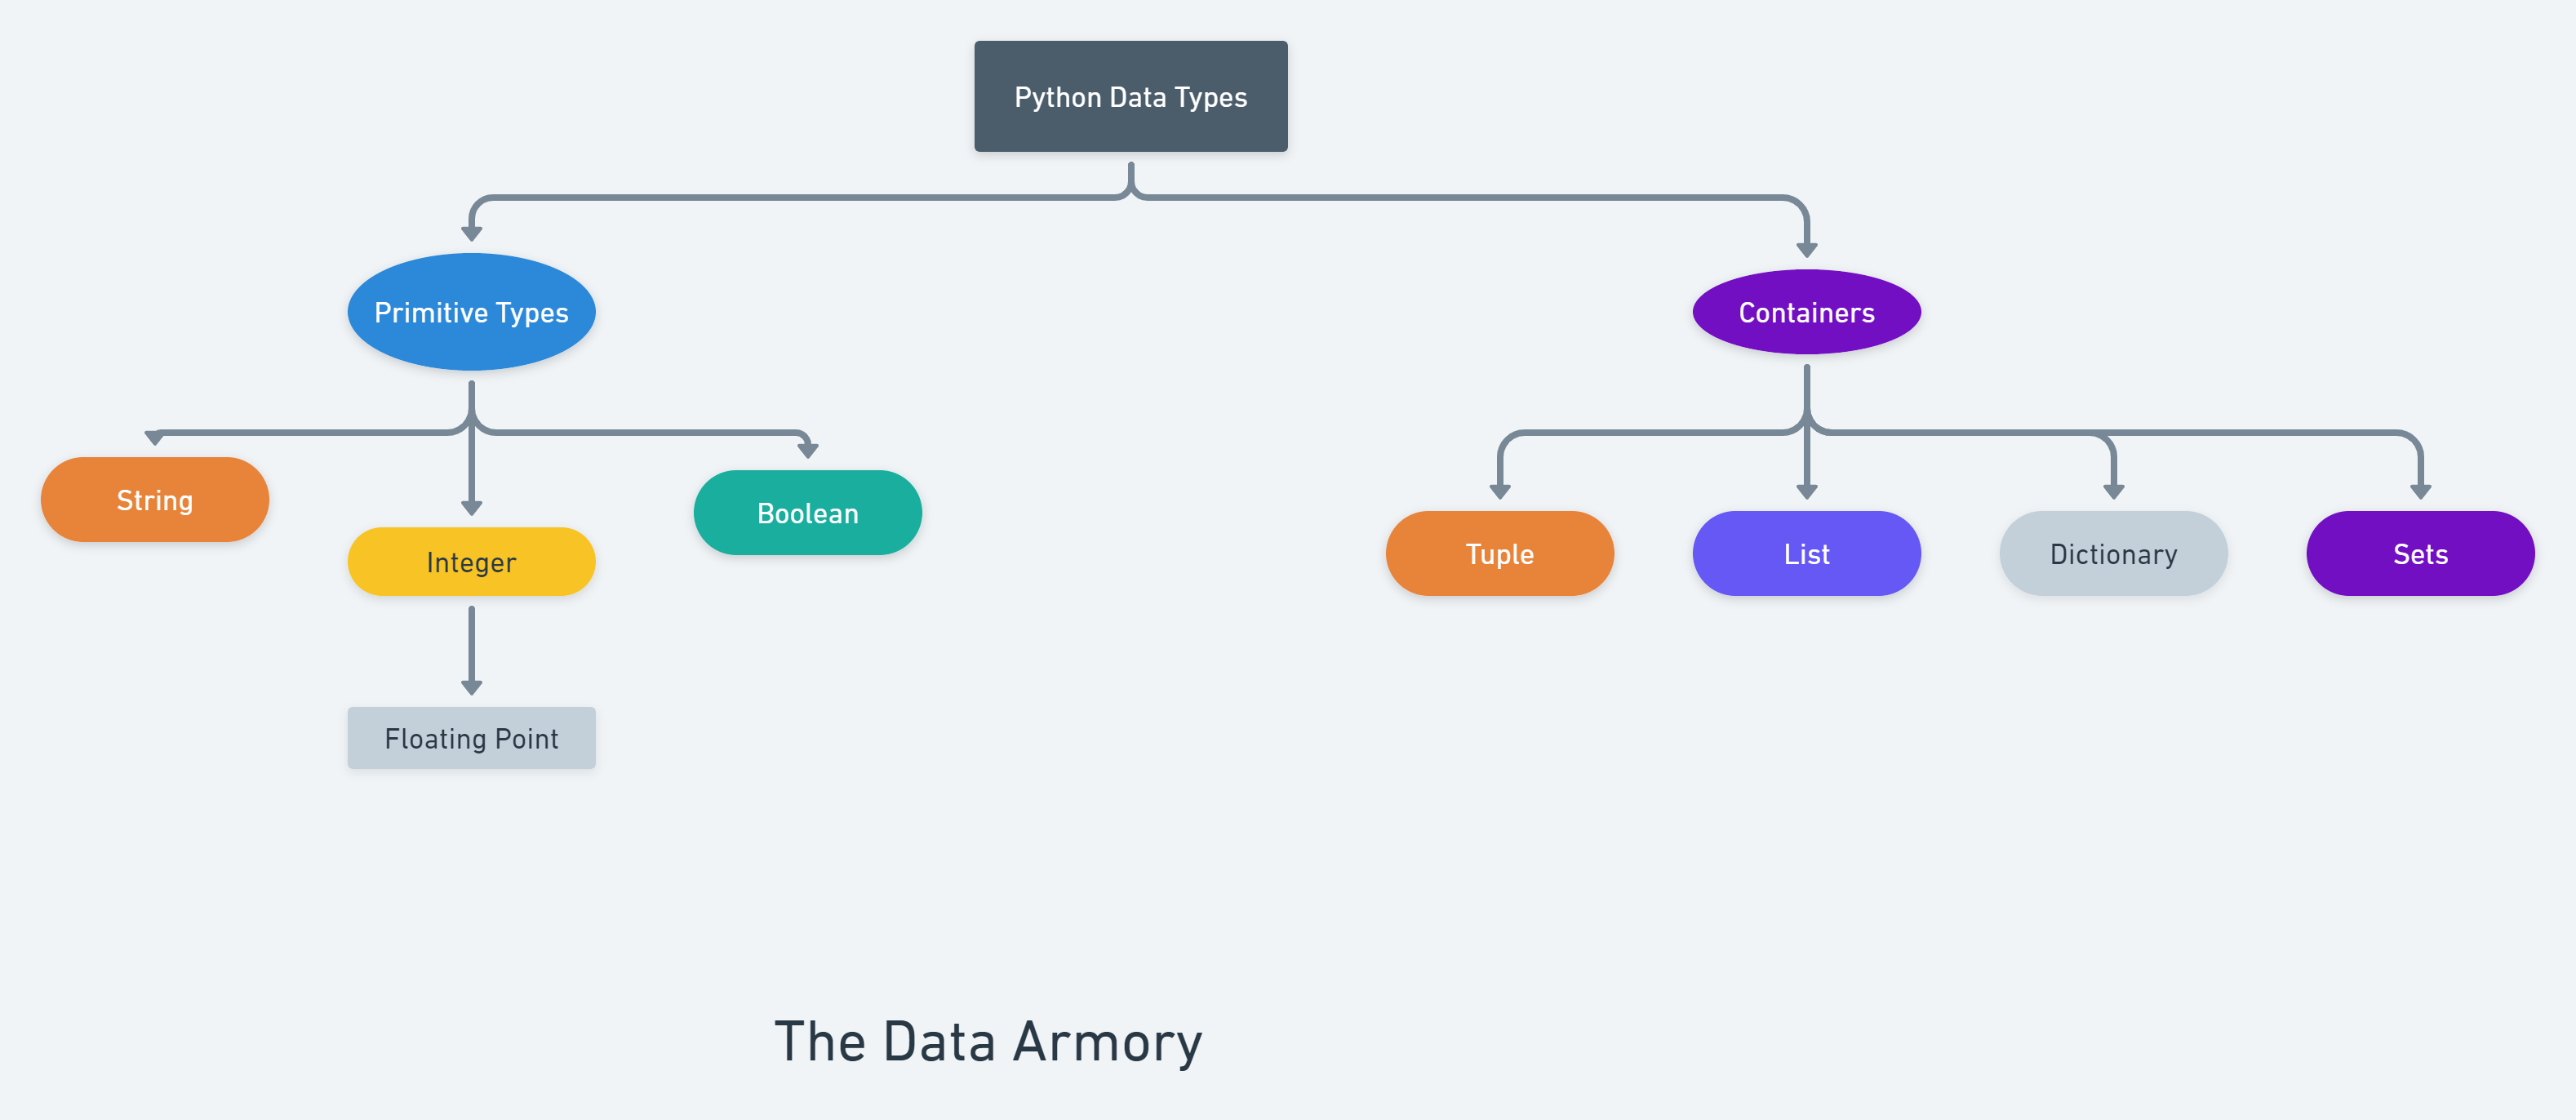 Python Data Types
Primitive Types
Containers
String
Integer
Boolean
Tuple
List
Dictionary
Sets
Floating Point
The Data Armory